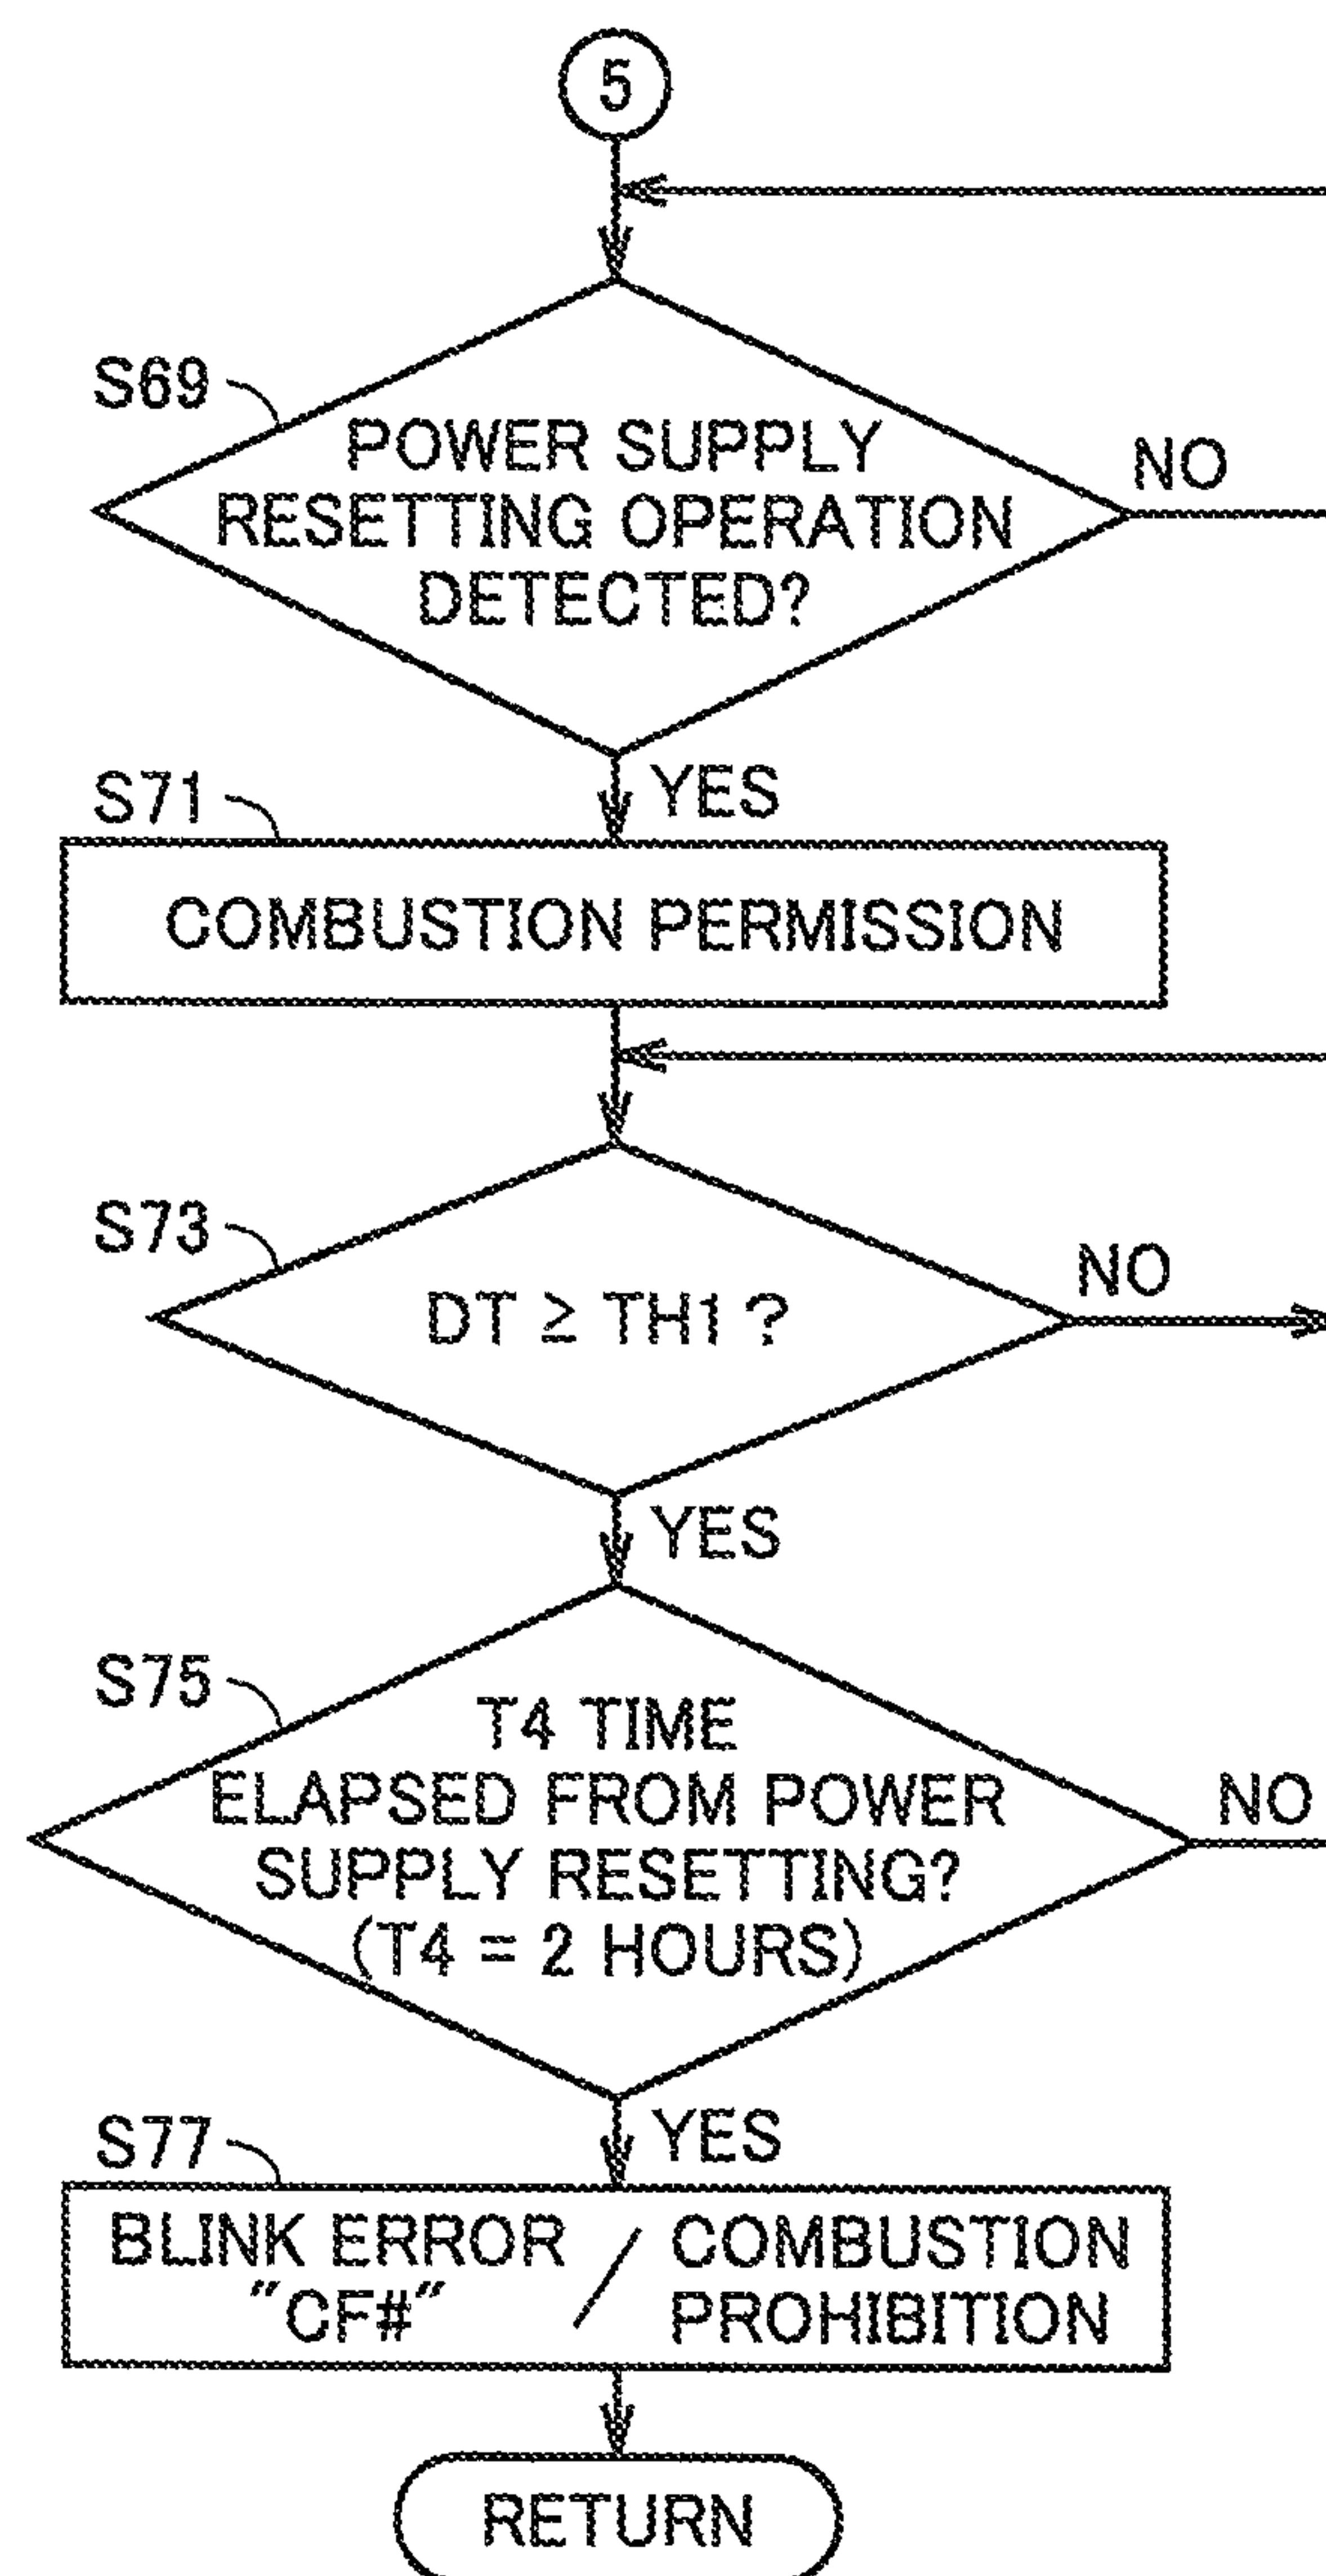 5
S69
POWER SUPPLY
RESETTING OPERATION
DETECTED?
NO
YES
S71
COMBUSTION PERMISSION
S73
DT ≥ TH1 ?
NO
YES
S75
T4 TIME
ELAPSED FROM POWER
SUPPLY RESETTING?
(T4 = 2 HOURS)
NO
YES
S77
BLINK ERROR / COMBUSTION
"CF#" PROHIBITION
RETURN